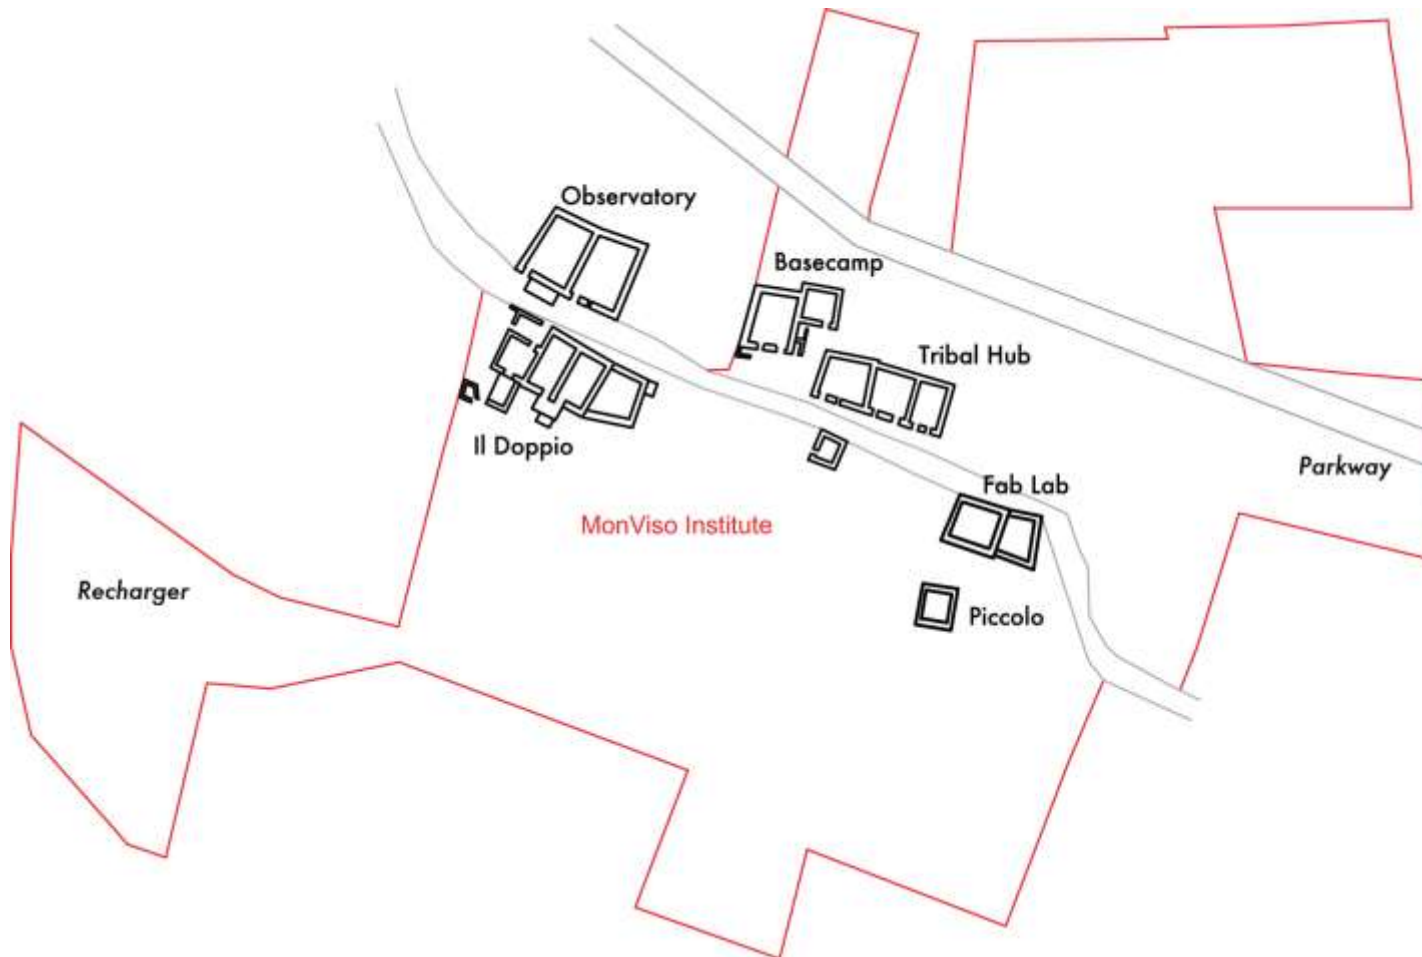 Observatory
Basecamp
Tribal Hub
Il Doppio
Parkway
Fab Lab
MonViso Institute
Recharger
Piccolo